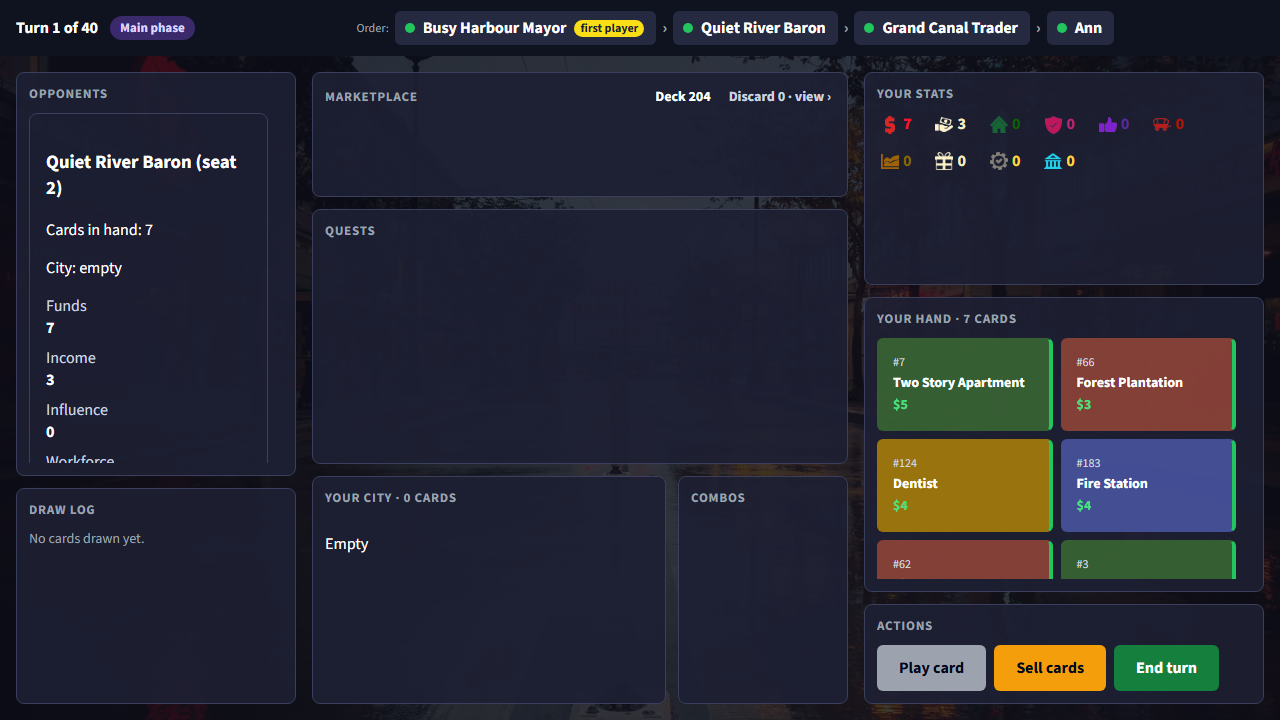 Turn 1 of 40 Main phase Order: Busy Harbour Mayor first player › Quiet River Baron › Grand Canal Trader › Ann
OPPONENTS
Quiet River Baron (seat
2)
Cards in hand: 7
City: empty
Funds
7
Income
3
Influence
0
Workforce
DRAW LOG
No cards drawn yet.
MARKETPLACE Deck 204 Discard 0 · view ›
QUESTS
YOUR CITY · 0 CARDS
Empty
COMBOS
YOUR STATS
7 3 0 0 0 0
0 0 0 0
YOUR HAND · 7 CARDS
#7
Two Story Apartment
$5
#66
Forest Plantation
$3
#124
Dentist
$4
#183
Fire Station
$4
#62
#3
ACTIONS
Play card Sell cards End turn